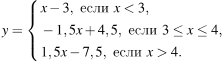 y = { x − 3, если x < 3,
− 1,5x + 4,5, если 3 ≤ x ≤ 4,
1,5x − 7,5, если x > 4.